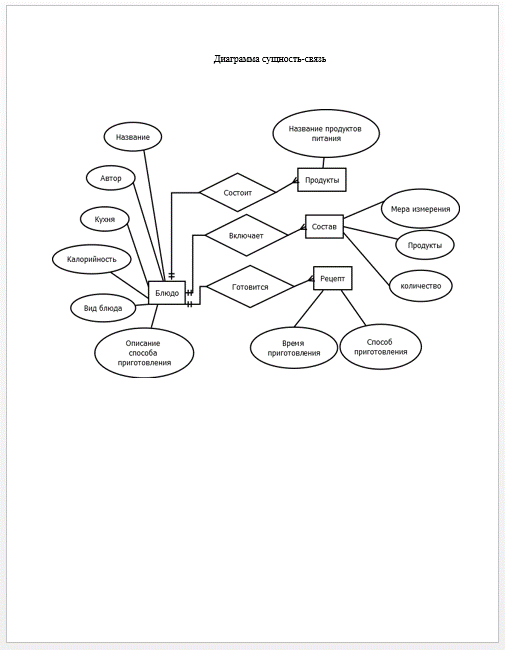 Диаграмма сущность-связь
Название продуктов
питания
Название
Автор
Состоит
Продукты
Кухня
Мера измерения
Включает
Состав
Продукты
Калорийность
Готовится
Рецепт
количество
Блюдо
Вид блюда
Описание
способа
приготовления
Время
приготовления
Способ
приготовления